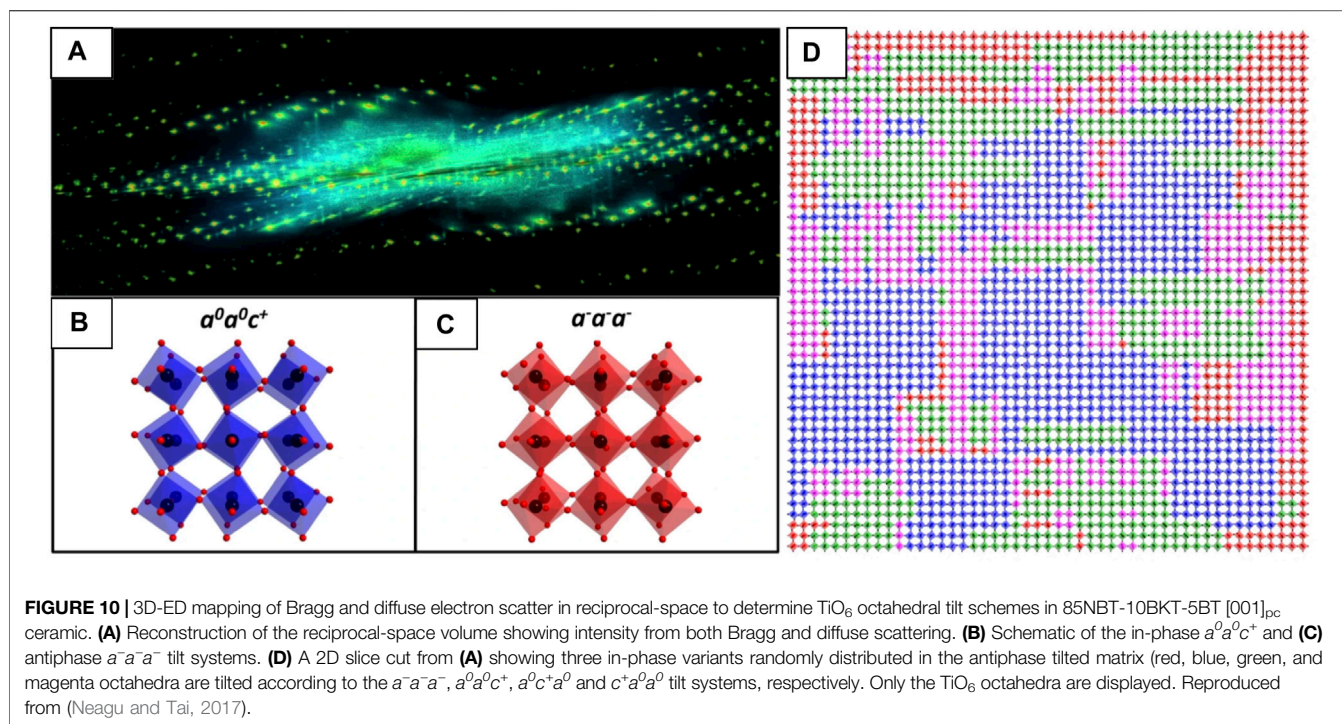 A
D
B
a⁰a⁰c⁺
C
a⁻a⁻a⁻
FIGURE 10 | 3D-ED mapping of Bragg and diffuse electron scatter in reciprocal-space to determine TiO₆ octahedral tilt schemes in 85NBT-10BKT-5BT [001]pc
ceramic. (A) Reconstruction of the reciprocal-space volume showing intensity from both Bragg and diffuse scattering. (B) Schematic of the in-phase a⁰a⁰c⁺ and (C)
antiphase a⁻a⁻a⁻ tilt systems. (D) A 2D slice cut from (A) showing three in-phase variants randomly distributed in the antiphase tilted matrix (red, blue, green, and
magenta octahedra are tilted according to the a⁻a⁻a⁻, a⁰a⁰c⁺, a⁰c⁺a⁰ and c⁺a⁰a⁰ tilt systems, respectively. Only the TiO₆ octahedra are displayed. Reproduced
from (Neagu and Tai, 2017).